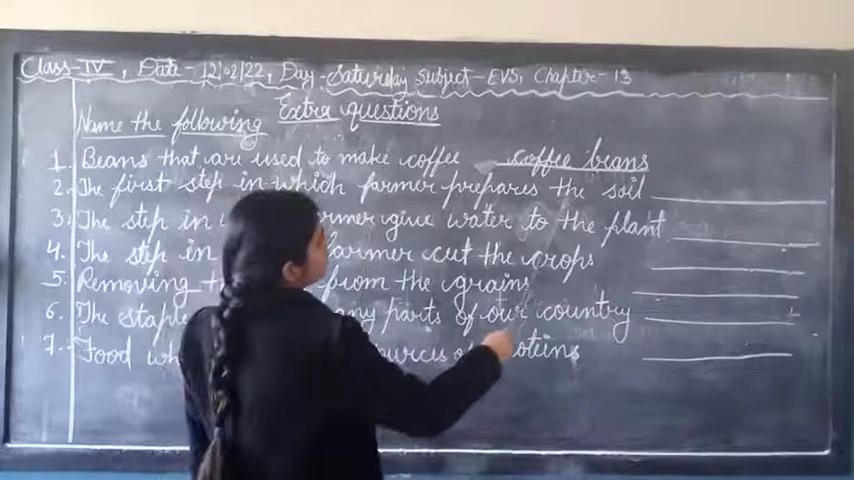 Class-IV, Date-12/02/22, Day-Saturday Subject-EVS, Chapter-13
Extra questions
Name the following
1. Beans that are used to make coffee coffee beans
2. The first step in which farmer prepares the soil
3. The step in farmer give water to the plant
4. The step in farmer cut the crops
5. Removing from the grains
6. The staple many parts of our country
7. Food sources of proteins